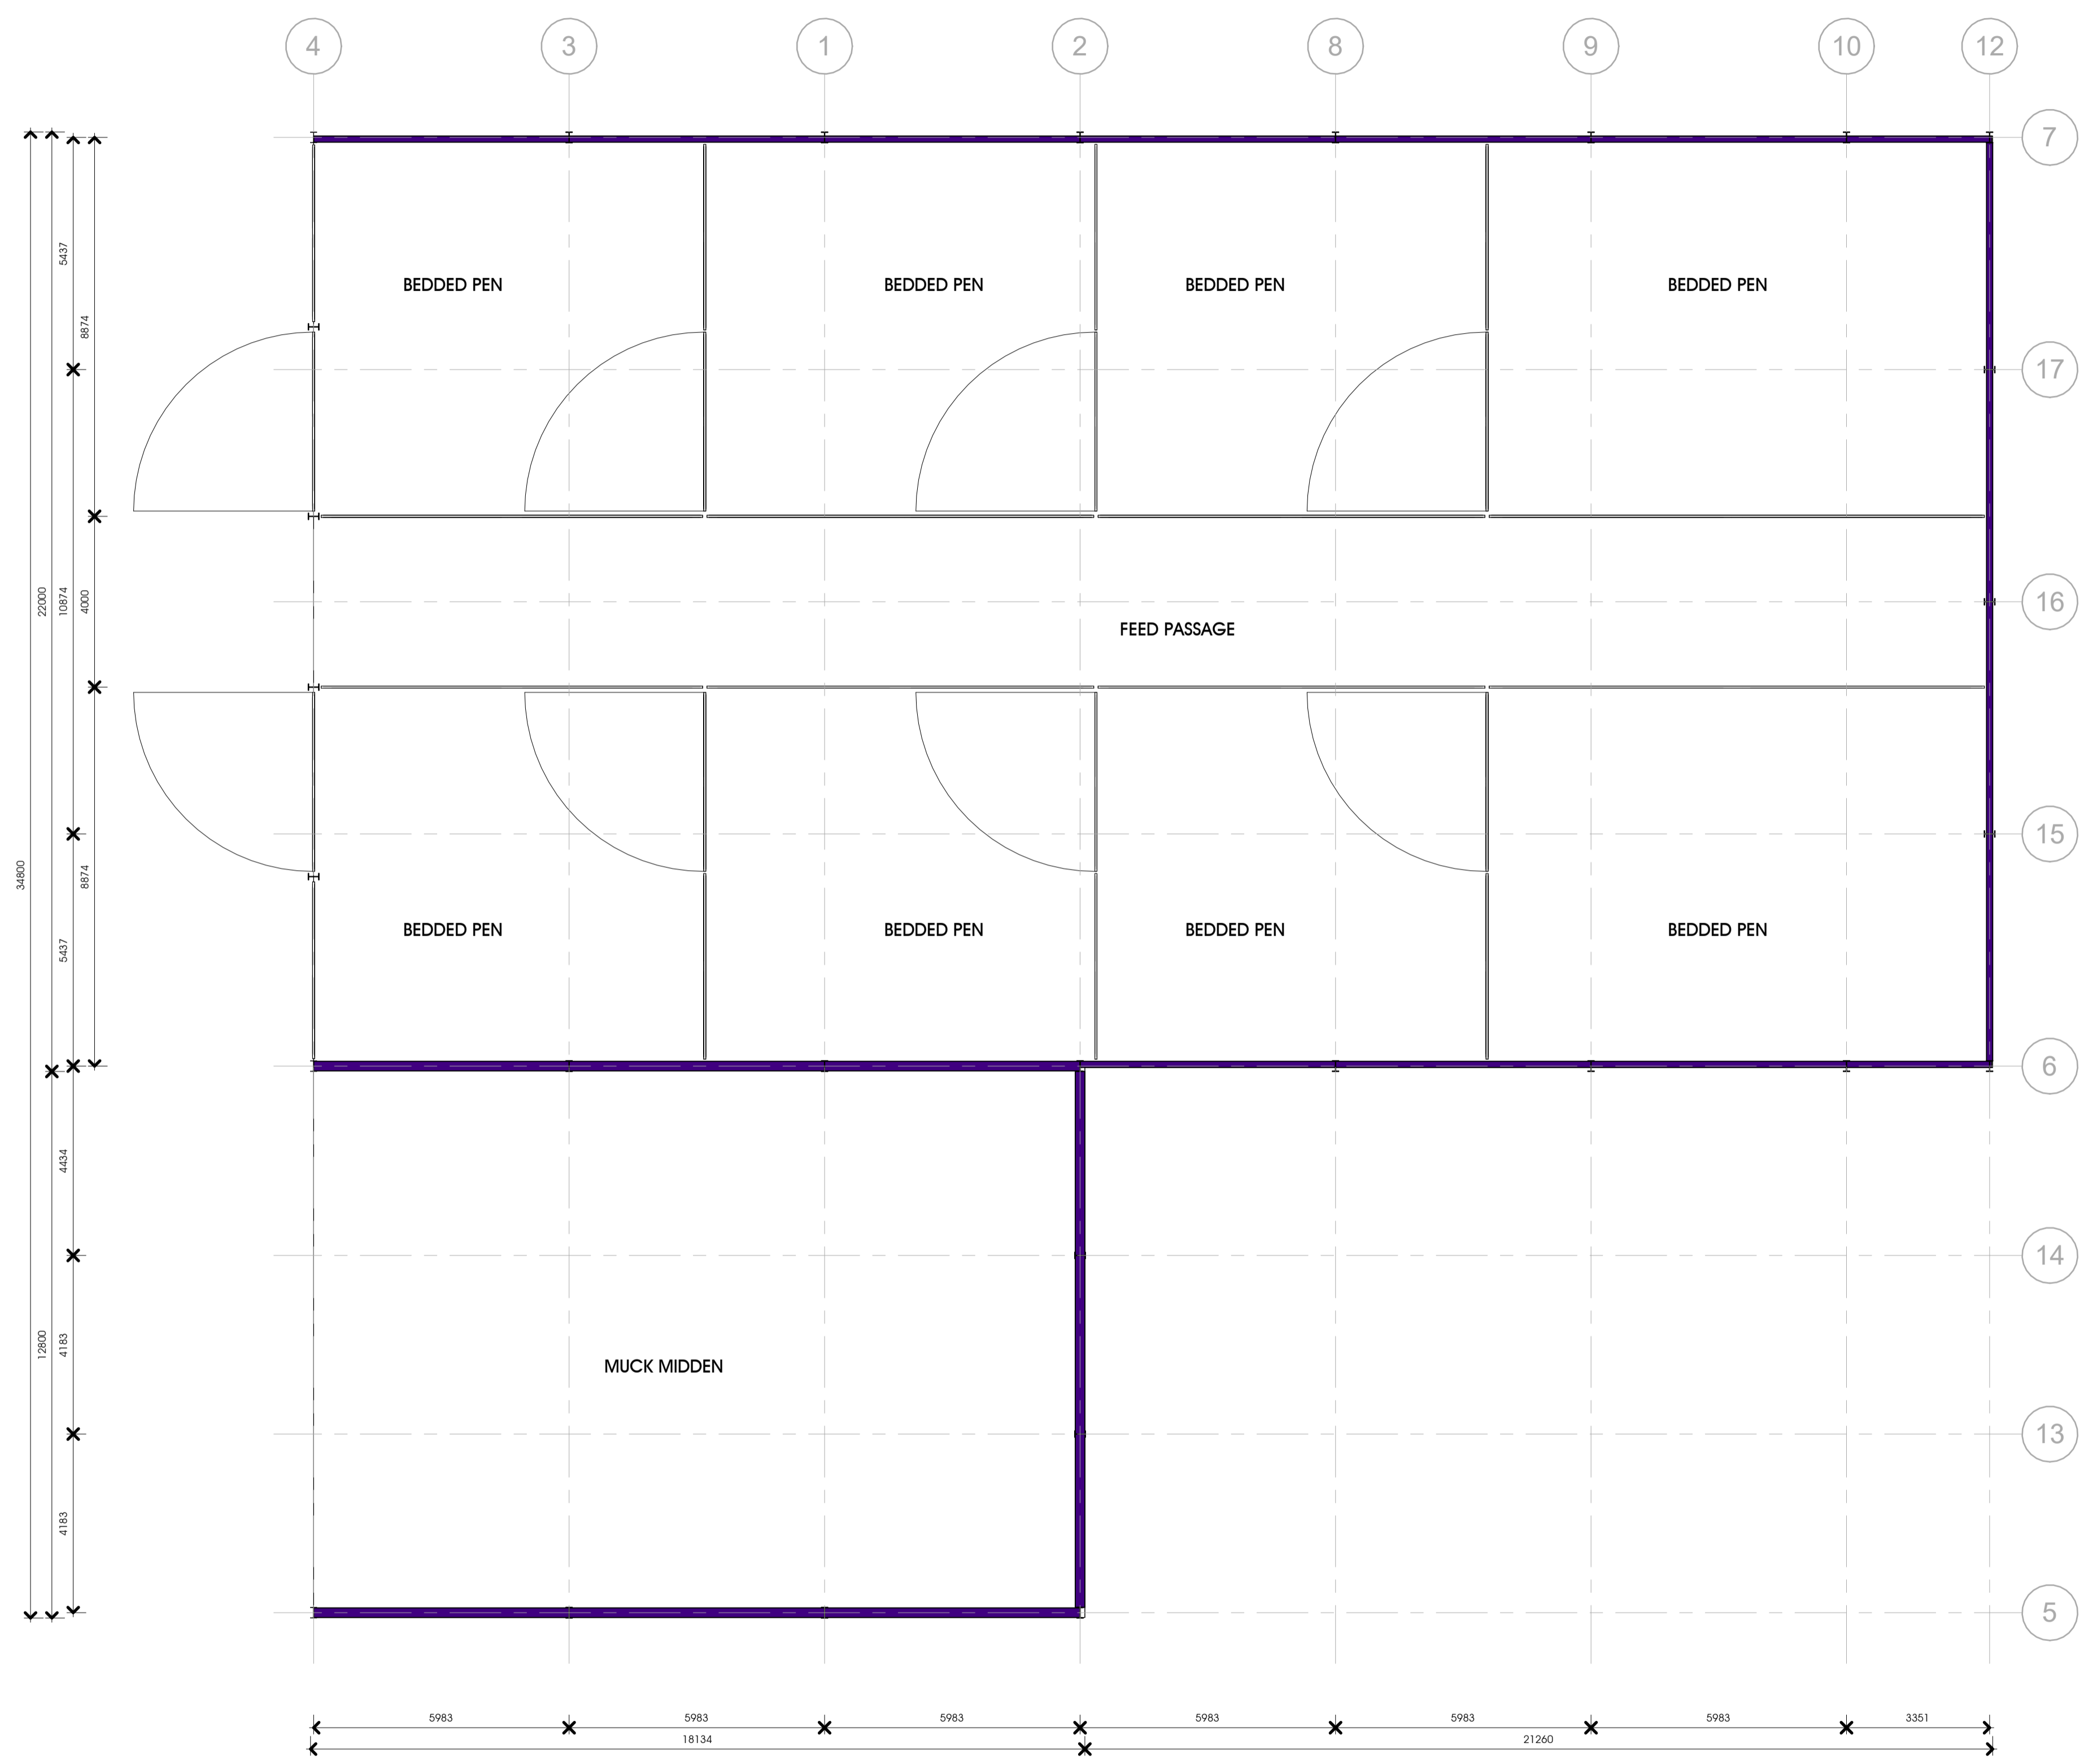 4 3 1 2 8 9 10 12
7
5437
BEDDED PEN BEDDED PEN BEDDED PEN BEDDED PEN
8874
17
22000 10874 4000
16
FEED PASSAGE
15
34800
8874
5437
BEDDED PEN BEDDED PEN BEDDED PEN BEDDED PEN
6
4434
14
12800
4183
MUCK MIDDEN
13
4183
5
5983 5983 5983 5983 5983 5983 3351
18134 21260